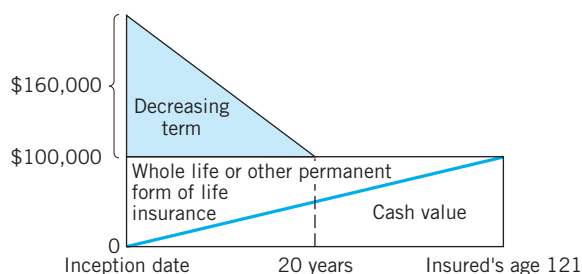 $160,000
Decreasing
term
$100,000
Whole life or other permanent
form of life
insurance
Cash value
0
Inception date
20 years
Insured's age 121